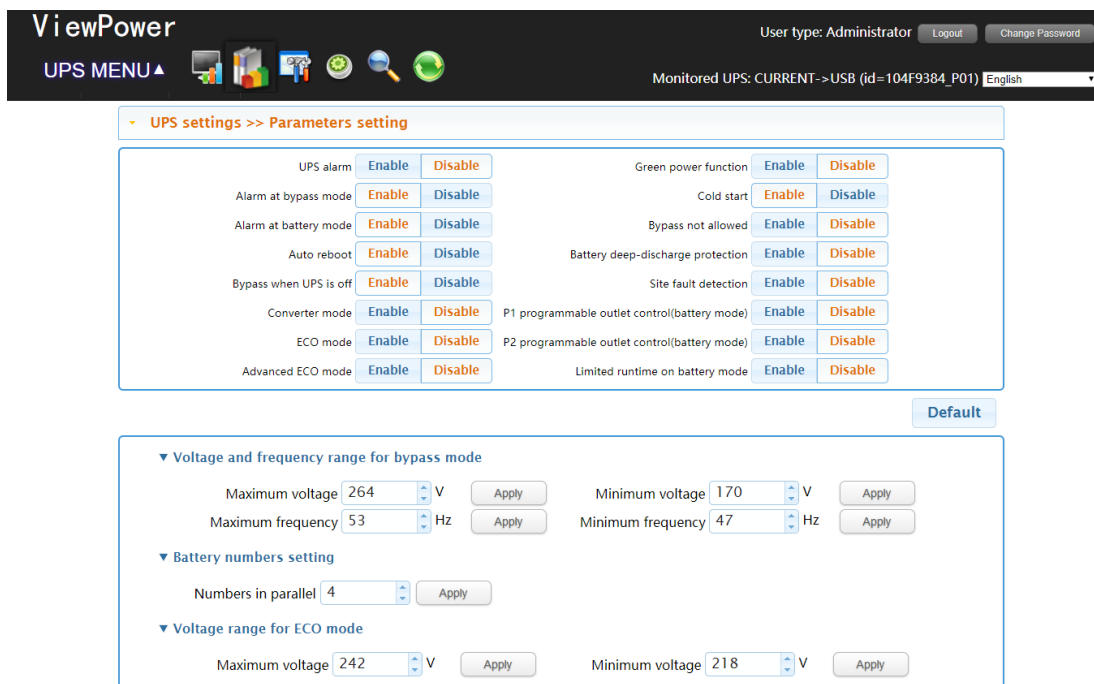 ViewPower
User type: Administrator Logout Change Password
UPS MENU▲
Monitored UPS: CURRENT->USB (id=104F9384_P01) English
UPS settings >> Parameters setting
UPS alarm Enable Disable Green power function Enable Disable
Alarm at bypass mode Enable Disable Cold start Enable Disable
Alarm at battery mode Enable Disable Bypass not allowed Enable Disable
Auto reboot Enable Disable Battery deep-discharge protection Enable Disable
Bypass when UPS is off Enable Disable Site fault detection Enable Disable
Converter mode Enable Disable P1 programmable outlet control(battery mode) Enable Disable
ECO mode Enable Disable P2 programmable outlet control(battery mode) Enable Disable
Advanced ECO mode Enable Disable Limited runtime on battery mode Enable Disable
Default
▼ Voltage and frequency range for bypass mode
Maximum voltage 264 V Apply Minimum voltage 170 V Apply
Maximum frequency 53 Hz Apply Minimum frequency 47 Hz Apply
▼ Battery numbers setting
Numbers in parallel 4 Apply
▼ Voltage range for ECO mode
Maximum voltage 242 V Apply Minimum voltage 218 V Apply